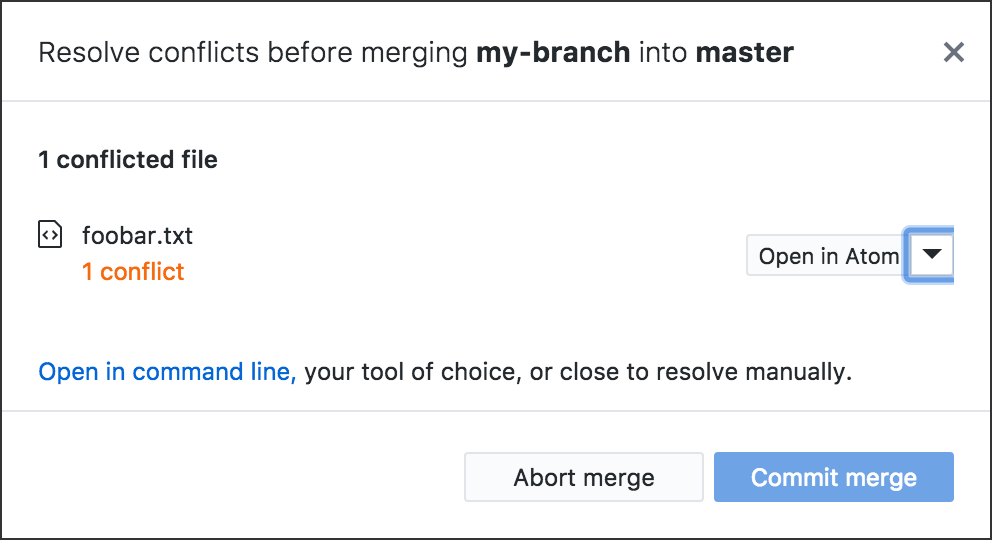 Resolve conflicts before merging my-branch into master
1 conflicted file
foobar.txt
1 conflict
Open in Atom
Open in command line, your tool of choice, or close to resolve manually.
Abort merge
Commit merge